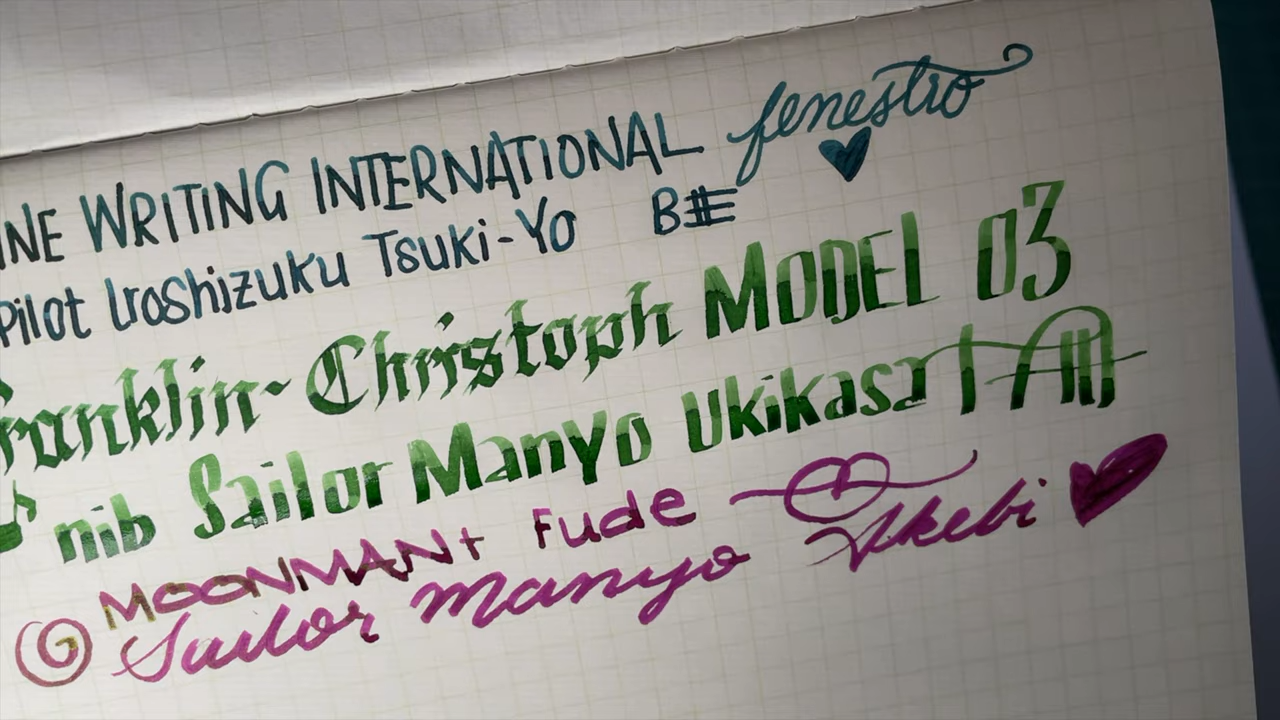 INE WRITING INTERNATIONAL fenestro
Pilot Iroshizuku Tsuki-Yo B
Franklin-Christoph MODEL 03
nib Sailor Manyo Ukikusa
MOONMAN+ Fude
Sailor Manyo Akebi